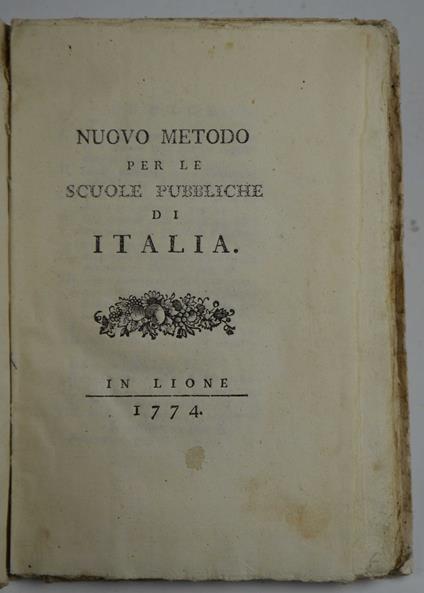 NUOVO METODO
PER LE
SCUOLE PUBBLICHE
DI
ITALIA.
IN LIONE
1774.